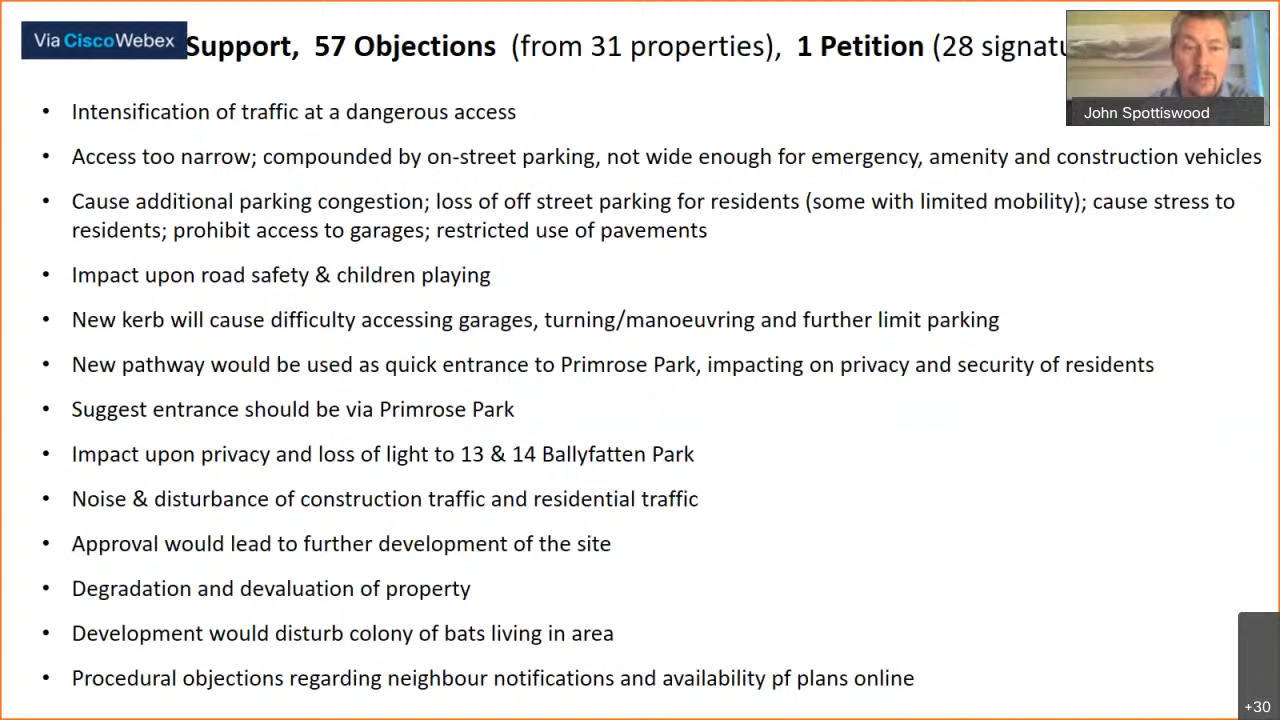 Via CiscoWebex
Support, 57 Objections (from 31 properties), 1 Petition (28
John Spottiswood
• Intensification of traffic at a dangerous access
• Access too narrow; compounded by on-street parking, not wide enough for emergency, amenity and construction vehicles
• Cause additional parking congestion; loss of off street parking for residents (some with limited mobility); cause stress to
residents; prohibit access to garages; restricted use of pavements
• Impact upon road safety & children playing
• New kerb will cause difficulty accessing garages, turning/manoeuvring and further limit parking
• New pathway would be used as quick entrance to Primrose Park, impacting on privacy and security of residents
• Suggest entrance should be via Primrose Park
• Impact upon privacy and loss of light to 13 & 14 Ballyfatten Park
• Noise & disturbance of construction traffic and residential traffic
• Approval would lead to further development of the site
• Degradation and devaluation of property
• Development would disturb colony of bats living in area
• Procedural objections regarding neighbour notifications and availability pf plans online
+30